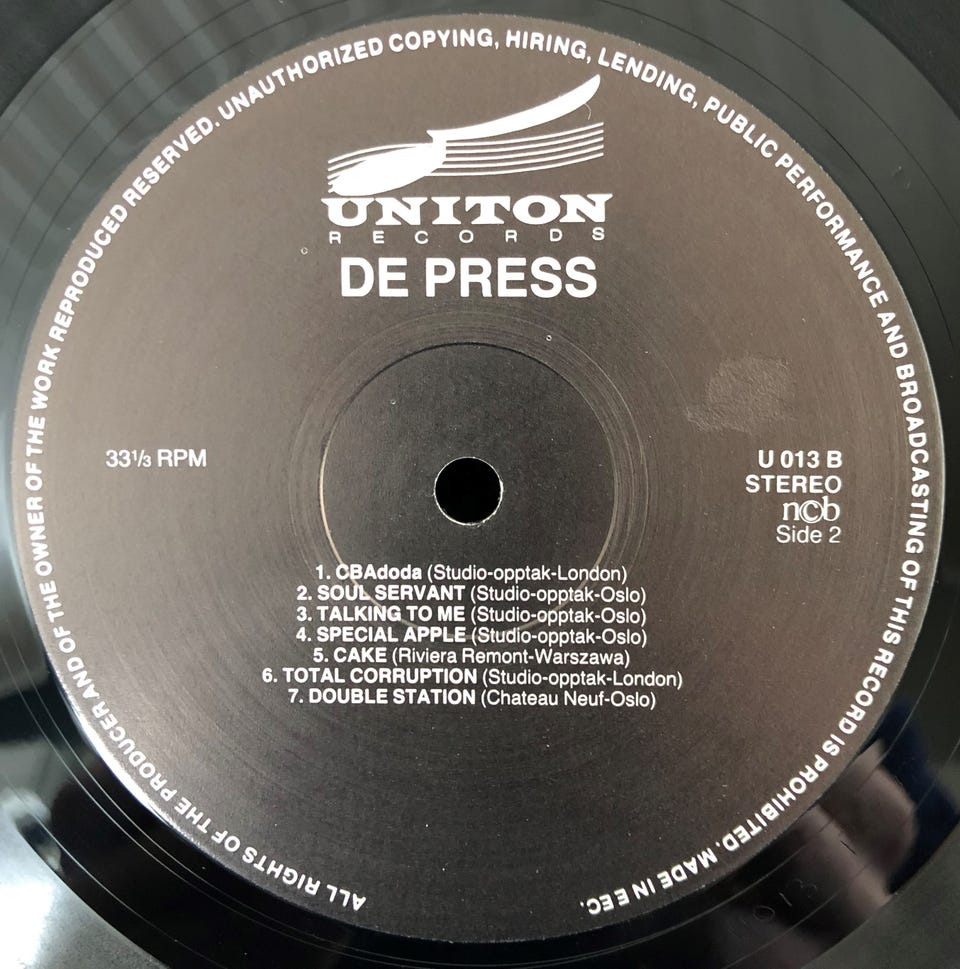 ALL RIGHTS OF THE PRODUCER AND OF THE OWNER OF THE WORK REPRODUCED RESERVED. UNAUTHORIZED COPYING, HIRING, LENDING, PUBLIC PERFORMANCE AND BROADCASTING OF THIS RECORD IS PROHIBITED. MADE IN EEC.
UNITON
RECORDS
DE PRESS
33⅓ RPM
U 013 B
STEREO
n©b
Side 2
1. CBAdoda (Studio-opptak-London)
2. SOUL SERVANT (Studio-opptak-Oslo)
3. TALKING TO ME (Studio-opptak-Oslo)
4. SPECIAL APPLE (Studio-opptak-Oslo)
5. CAKE (Riviera Remont-Warszawa)
6. TOTAL CORRUPTION (Studio-opptak-London)
7. DOUBLE STATION (Chateau Neuf-Oslo)